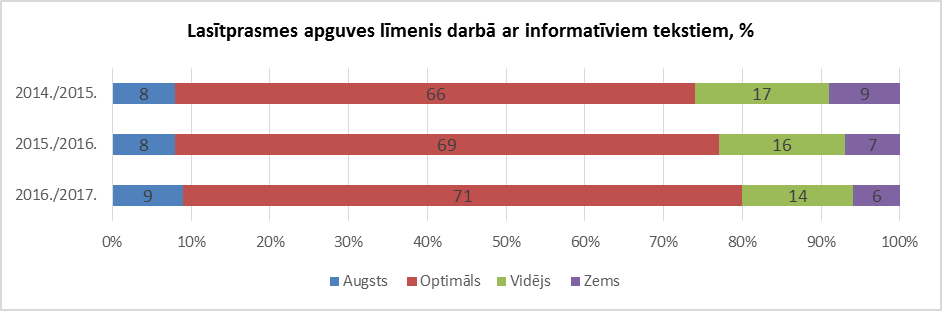 Lasītprasmes apguves līmenis darbā ar informatīviem tekstiem, %
2014./2015. 8 66 17 9
2015./2016. 8 69 16 7
2016./2017. 9 71 14 6
0% 10% 20% 30% 40% 50% 60% 70% 80% 90% 100%
Augsts Optimāls Vidējs Zems